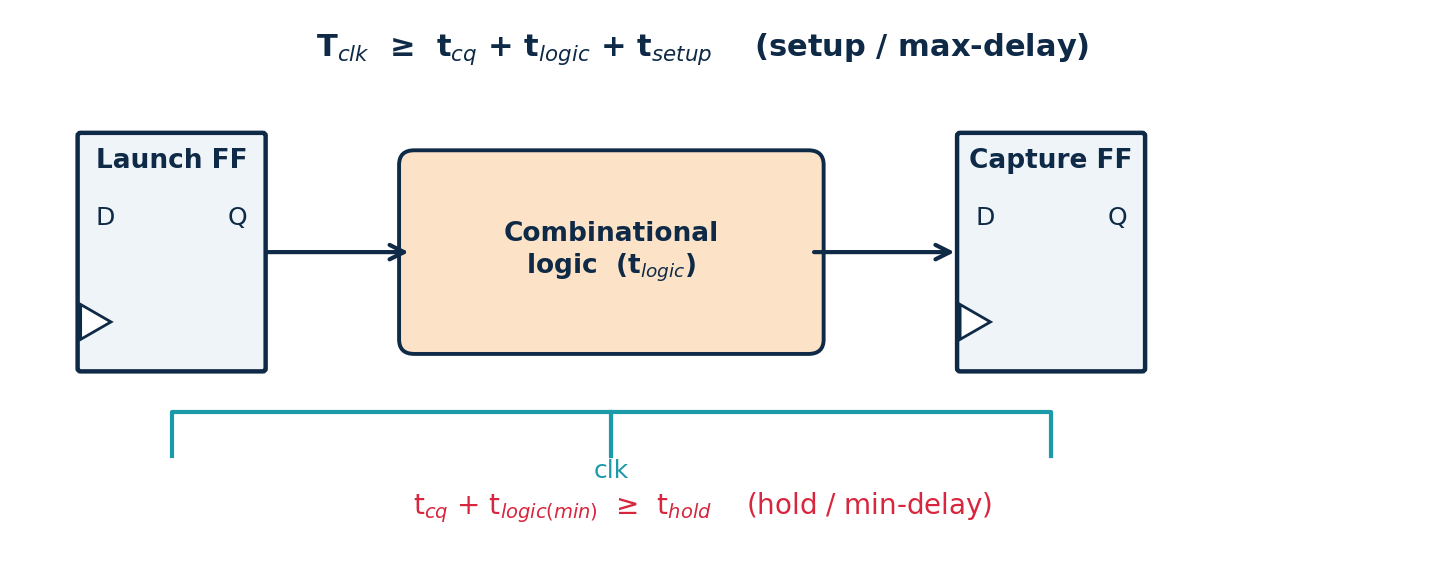 T_clk ≥ t_cq + t_logic + t_setup (setup / max-delay)
Launch FF
D Q
Combinational
logic (t_logic)
Capture FF
D Q
clk
t_cq + t_logic(min) ≥ t_hold (hold / min-delay)